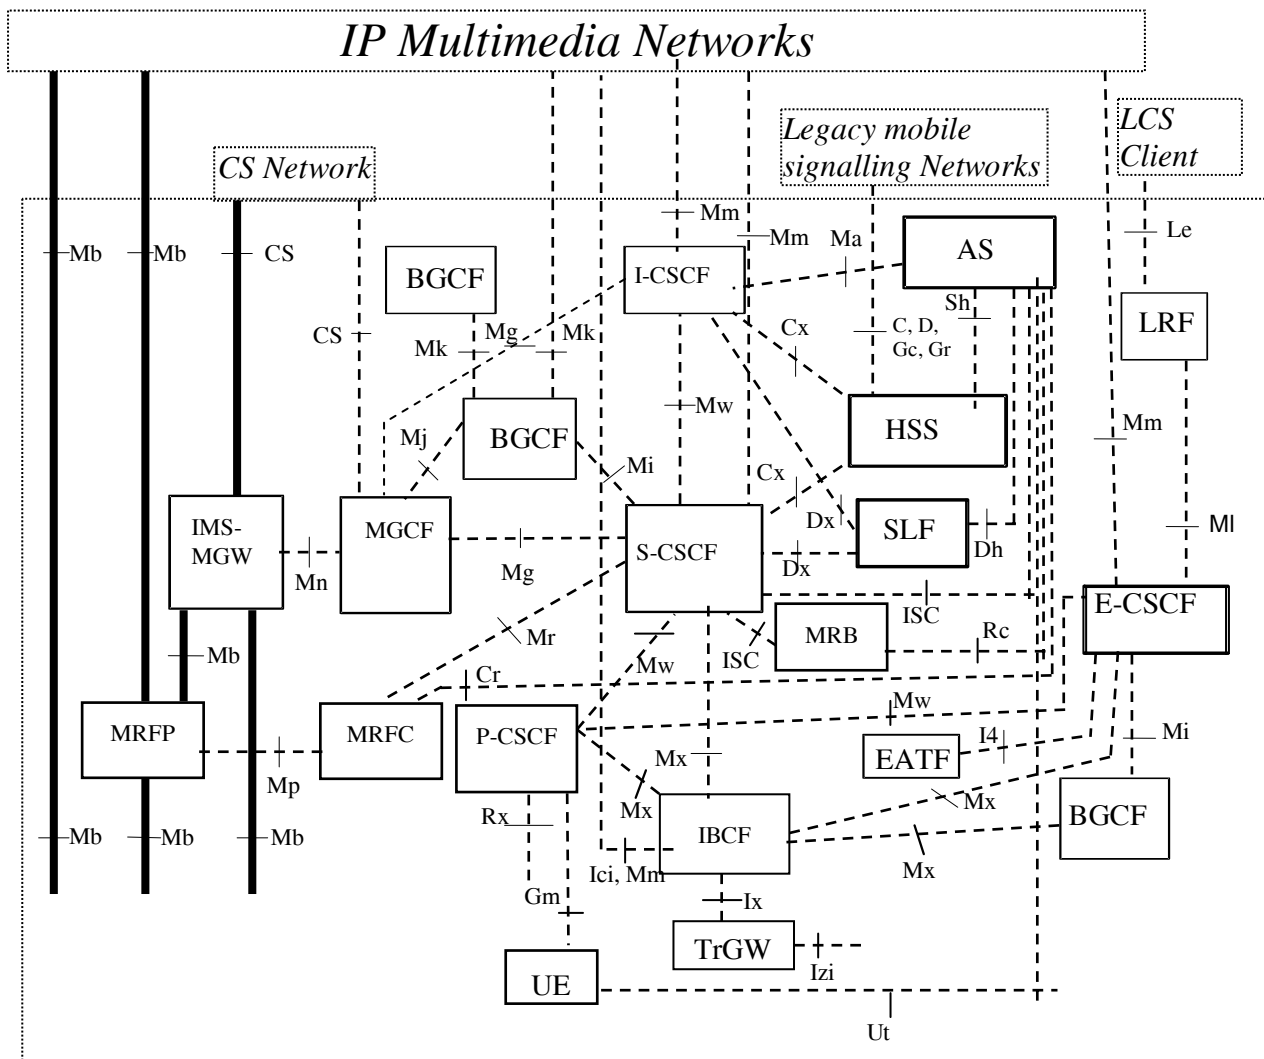 IP Multimedia Networks
LCS
Client
Legacy mobile
signalling Networks
CS Network
Mm
Mm
Ma
Le
Mb
Mb
CS
BGCF
I-CSCF
AS
Sh
LRF
CS
Mk
Mg
Mk
Cx
C, D,
Gc, Gr
Mw
Mj
BGCF
Mi
HSS
Mm
Cx
IMS-
MGW
MGCF
S-CSCF
Dx
SLF
Dh
Ml
Mn
Mg
Dx
ISC
E-CSCF
Mr
Mb
Mw
ISC
MRB
Rc
Cr
Mw
MRFP
MRFC
P-CSCF
EATF
I4
Mi
Mp
Mx
Mx
Mx
Mb
Mb
Mb
Rx
IBCF
BGCF
Ici, Mm
Mx
Gm
Ix
TrGW
Izi
UE
Ut